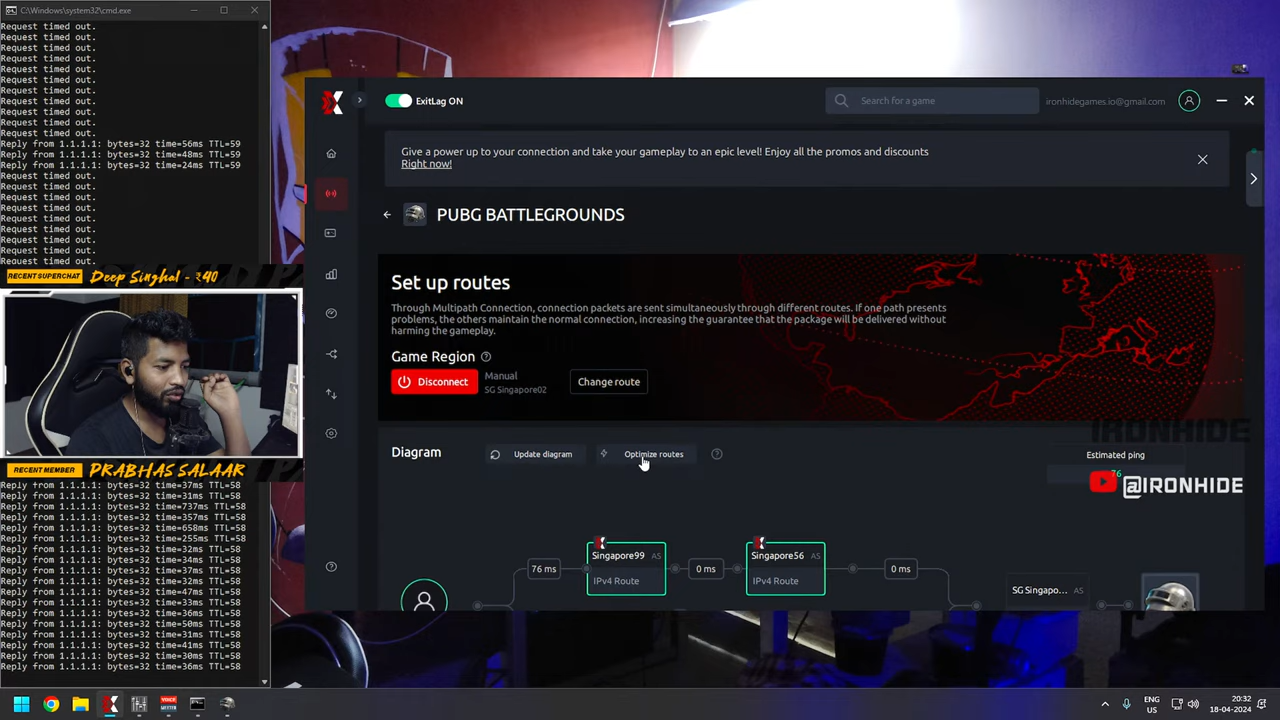 C:\Windows\system32\cmd.exe
Request timed out.
Request timed out.
Request timed out.
Request timed out.
Request timed out.
Request timed out.
Request timed out.
Request timed out.
Request timed out.
Request timed out.
Request timed out.
Reply from 1.1.1.1: bytes=32 time=56ms TTL=59
Reply from 1.1.1.1: bytes=32 time=48ms TTL=59
Reply from 1.1.1.1: bytes=32 time=24ms TTL=59
Request timed out.
Request timed out.
Request timed out.
Request timed out.
Request timed out.
Request timed out.
Request timed out.
Request timed out.
Request timed out.
RECENT SUPERCHAT Deep Singhal - ₹40
RECENT MEMBER PRABHAS SALAAR
Reply from 1.1.1.1: bytes=32 time=37ms TTL=58
Reply from 1.1.1.1: bytes=32 time=31ms TTL=58
Reply from 1.1.1.1: bytes=32 time=737ms TTL=58
Reply from 1.1.1.1: bytes=32 time=357ms TTL=58
Reply from 1.1.1.1: bytes=32 time=658ms TTL=58
Reply from 1.1.1.1: bytes=32 time=255ms TTL=58
Reply from 1.1.1.1: bytes=32 time=32ms TTL=58
Reply from 1.1.1.1: bytes=32 time=34ms TTL=58
Reply from 1.1.1.1: bytes=32 time=37ms TTL=58
Reply from 1.1.1.1: bytes=32 time=32ms TTL=58
Reply from 1.1.1.1: bytes=32 time=47ms TTL=58
Reply from 1.1.1.1: bytes=32 time=33ms TTL=58
Reply from 1.1.1.1: bytes=32 time=36ms TTL=58
Reply from 1.1.1.1: bytes=32 time=50ms TTL=58
Reply from 1.1.1.1: bytes=32 time=31ms TTL=58
Reply from 1.1.1.1: bytes=32 time=41ms TTL=58
Reply from 1.1.1.1: bytes=32 time=30ms TTL=58
Reply from 1.1.1.1: bytes=32 time=36ms TTL=58
ExitLag ON
Search for a game
ironhidegames.io@gmail.com
Give a power up to your connection and take your gameplay to an epic level! Enjoy all the promos and discounts
Right now!
PUBG BATTLEGROUNDS
Set up routes
Through Multipath Connection, connection packets are sent simultaneously through different routes. If one path presents
problems, the others maintain the normal connection, increasing the guarantee that the package will be delivered without
harming the gameplay.
Game Region
Disconnect
Manual
SG Singapore02
Change route
Diagram
Update diagram
Optimize routes
IRONHIDE
Estimated ping
76
@IRONHIDE
76 ms
Singapore99 AS
IPv4 Route
0 ms
Singapore56 AS
IPv4 Route
0 ms
SG Singapo... AS
VOICE
ENG
US
20:32
18-04-2024